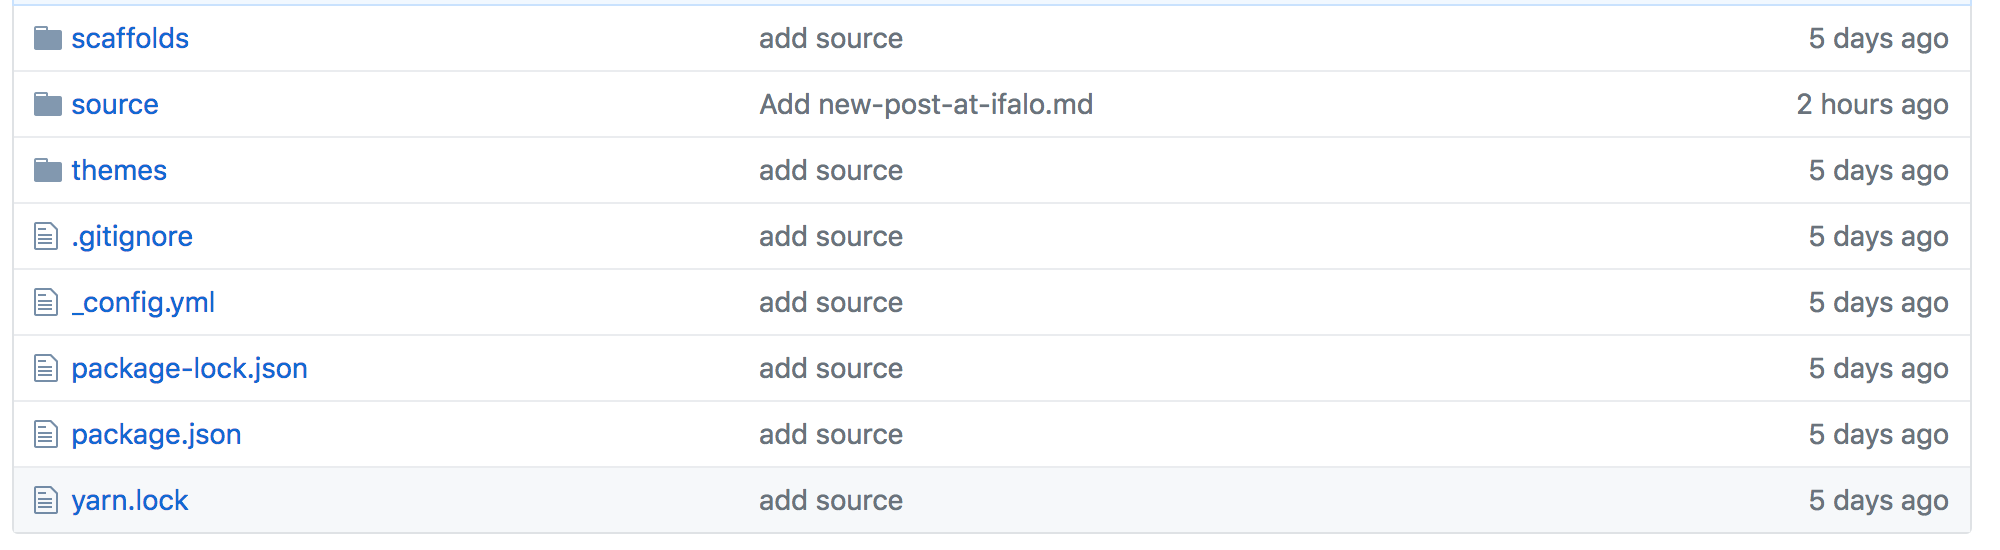 scaffolds add source 5 days ago
source Add new-post-at-ifalo.md 2 hours ago
themes add source 5 days ago
.gitignore add source 5 days ago
_config.yml add source 5 days ago
package-lock.json add source 5 days ago
package.json add source 5 days ago
yarn.lock add source 5 days ago